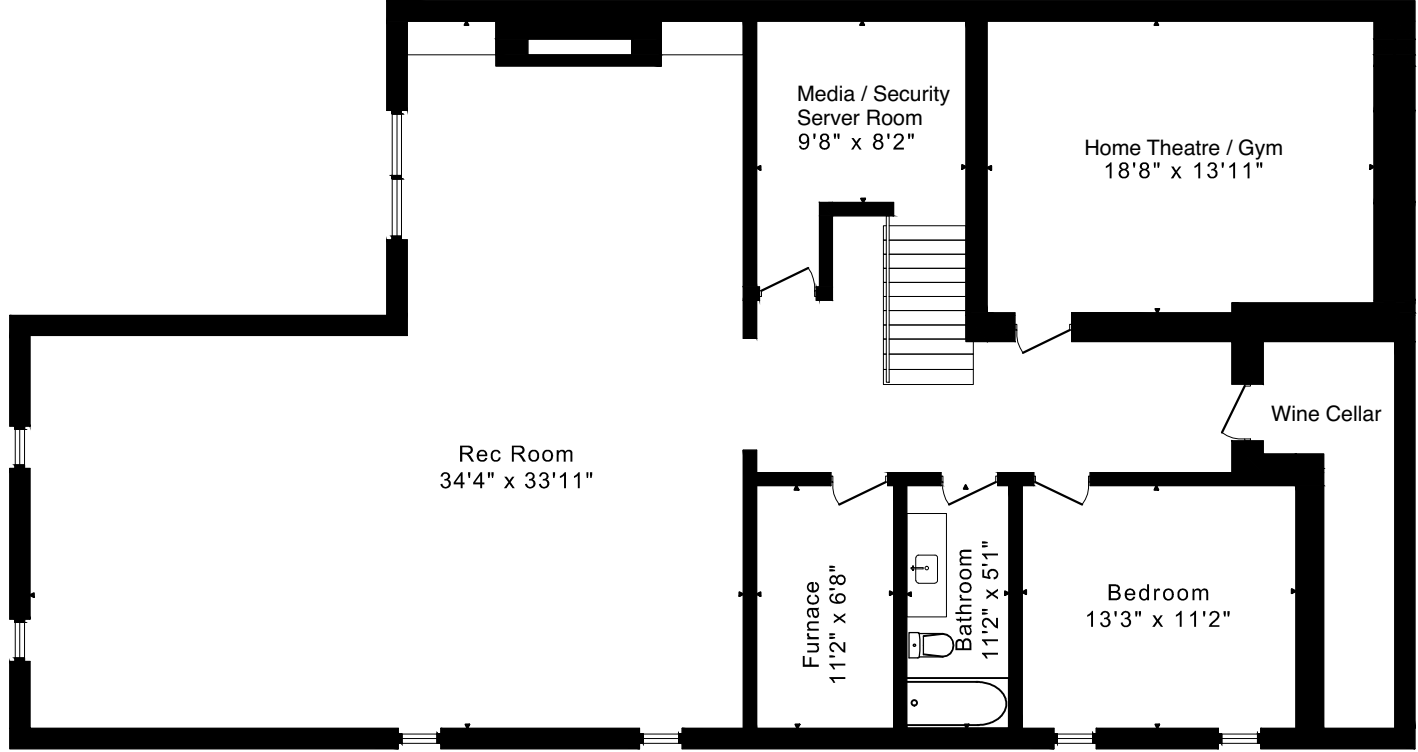 Media / Security
Server Room
9'8" x 8'2"
Home Theatre / Gym
18'8" x 13'11"
Wine Cellar
Rec Room
34'4" x 33'11"
Furnace
11'2" x 6'8"
Bathroom
11'2" x 5'1"
Bedroom
13'3" x 11'2"